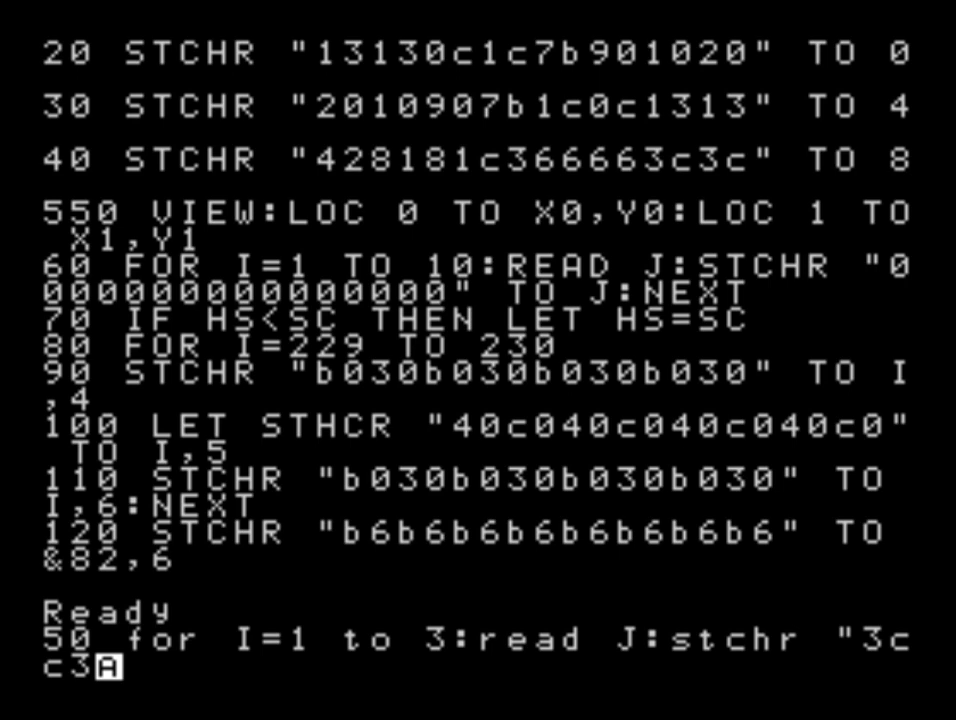 20 STCHR "13130c1c7b901020" TO 0
30 STCHR "2010907b1c0c1313" TO 4
40 STCHR "428181c366663c3c" TO 8
550 VIEW:LOC 0 TO X0,Y0:LOC 1 TO
X1,Y1
60 FOR I=1 TO 10:READ J:STCHR "0
000000000000000" TO J:NEXT
70 IF HS<SC THEN LET HS=SC
80 FOR I=229 TO 230
90 STCHR "b030b030b030b030" TO I
,4
100 LET STHCR "40c040c040c040c0"
TO I,5
110 STCHR "b030b030b030b030" TO
I,6:NEXT
120 STCHR "b6b6b6b6b6b6b6b6" TO
&82,6
Ready
50 for I=1 to 3:read J:stchr "3c
c3A